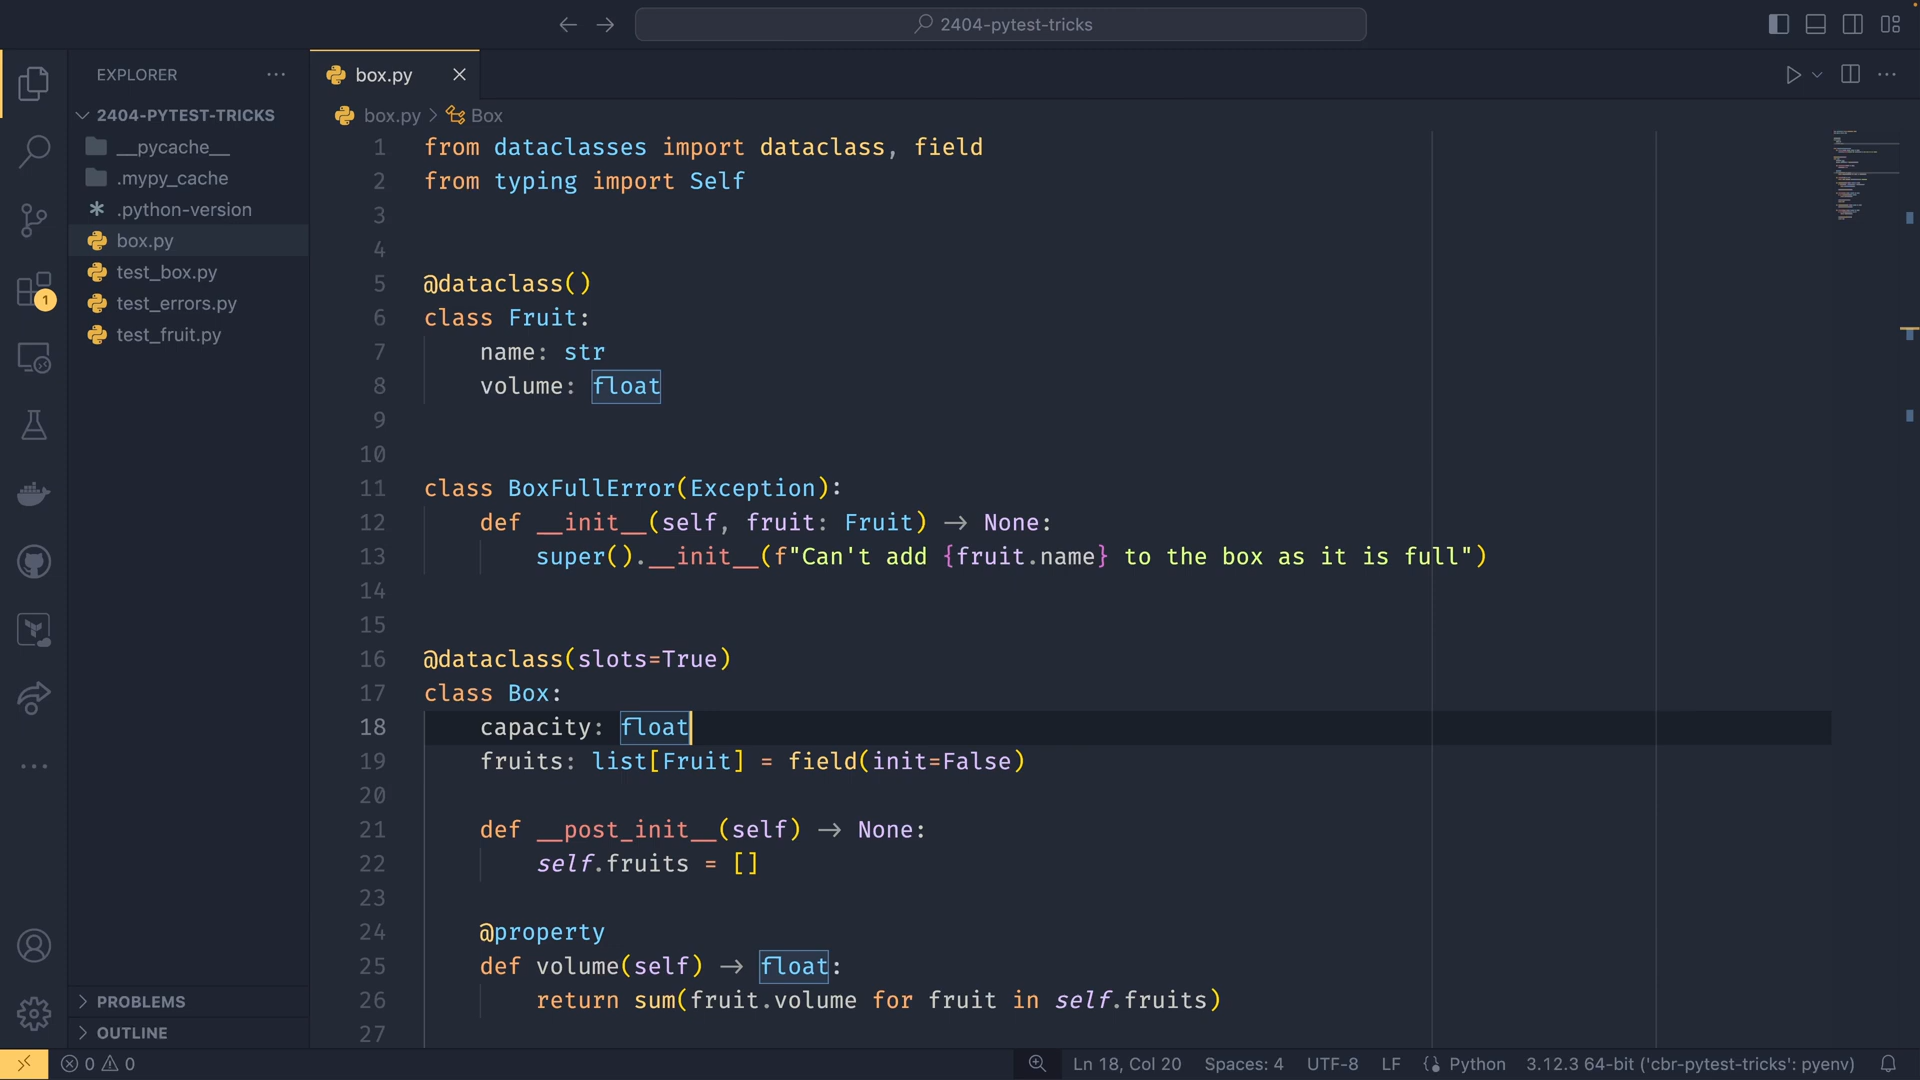 2404-pytest-tricks
EXPLORER
2404-PYTEST-TRICKS
__pycache__
.mypy_cache
.python-version
box.py
test_box.py
test_errors.py
test_fruit.py
1
PROBLEMS
OUTLINE
box.py
box.py > Box
1 from dataclasses import dataclass, field
2 from typing import Self
3
4
5 @dataclass()
6 class Fruit:
7     name: str
8     volume: float
9
10
11 class BoxFullError(Exception):
12     def __init__(self, fruit: Fruit) -> None:
13         super().__init__(f"Can't add {fruit.name} to the box as it is full")
14
15
16 @dataclass(slots=True)
17 class Box:
18     capacity: float
19     fruits: list[Fruit] = field(init=False)
20
21     def __post_init__(self) -> None:
22         self.fruits = []
23
24     @property
25     def volume(self) -> float:
26         return sum(fruit.volume for fruit in self.fruits)
27
0 0
Ln 18, Col 20 Spaces: 4 UTF-8 LF Python 3.12.3 64-bit ('cbr-pytest-tricks': pyenv)